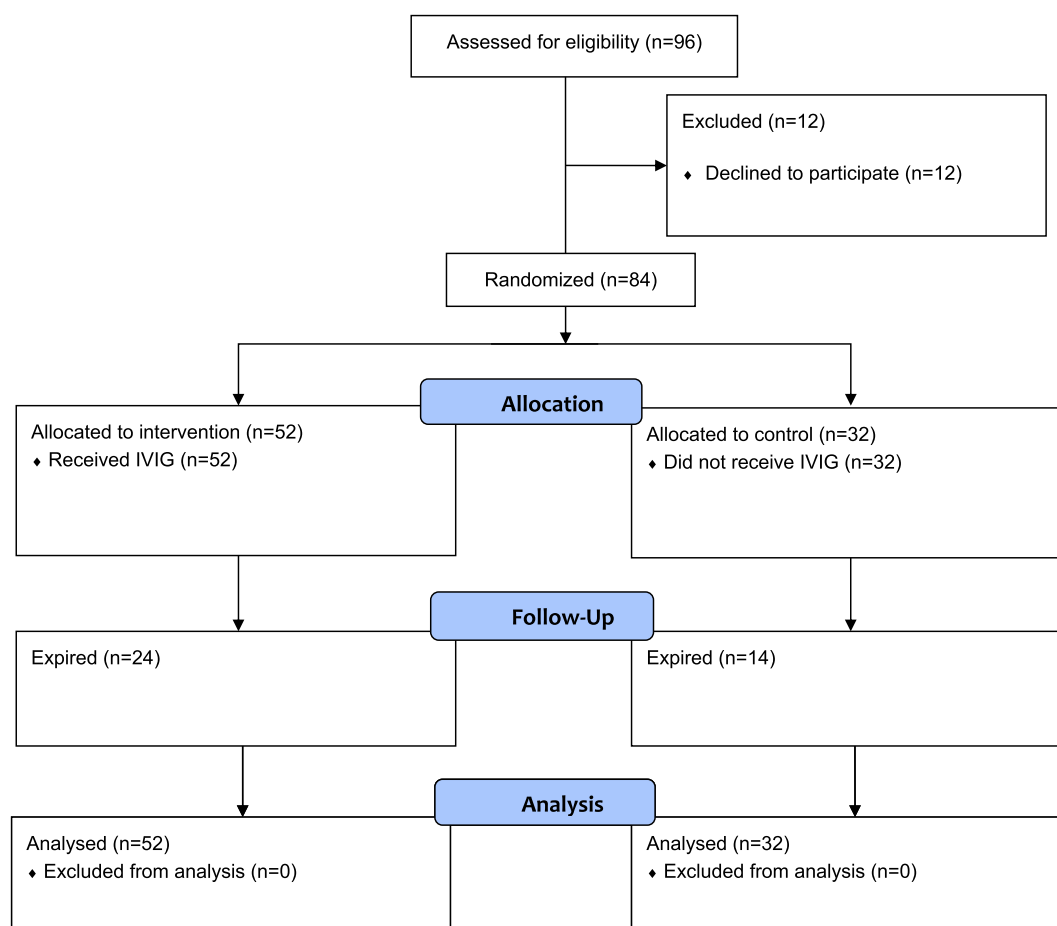 Assessed for eligibility (n=96)
Excluded (n=12)
♦ Declined to participate (n=12)
Randomized (n=84)
Allocation
Allocated to intervention (n=52)
♦ Received IVIG (n=52)
Allocated to control (n=32)
♦ Did not receive IVIG (n=32)
Follow-Up
Expired (n=24)
Expired (n=14)
Analysis
Analysed (n=52)
♦ Excluded from analysis (n=0)
Analysed (n=32)
♦ Excluded from analysis (n=0)